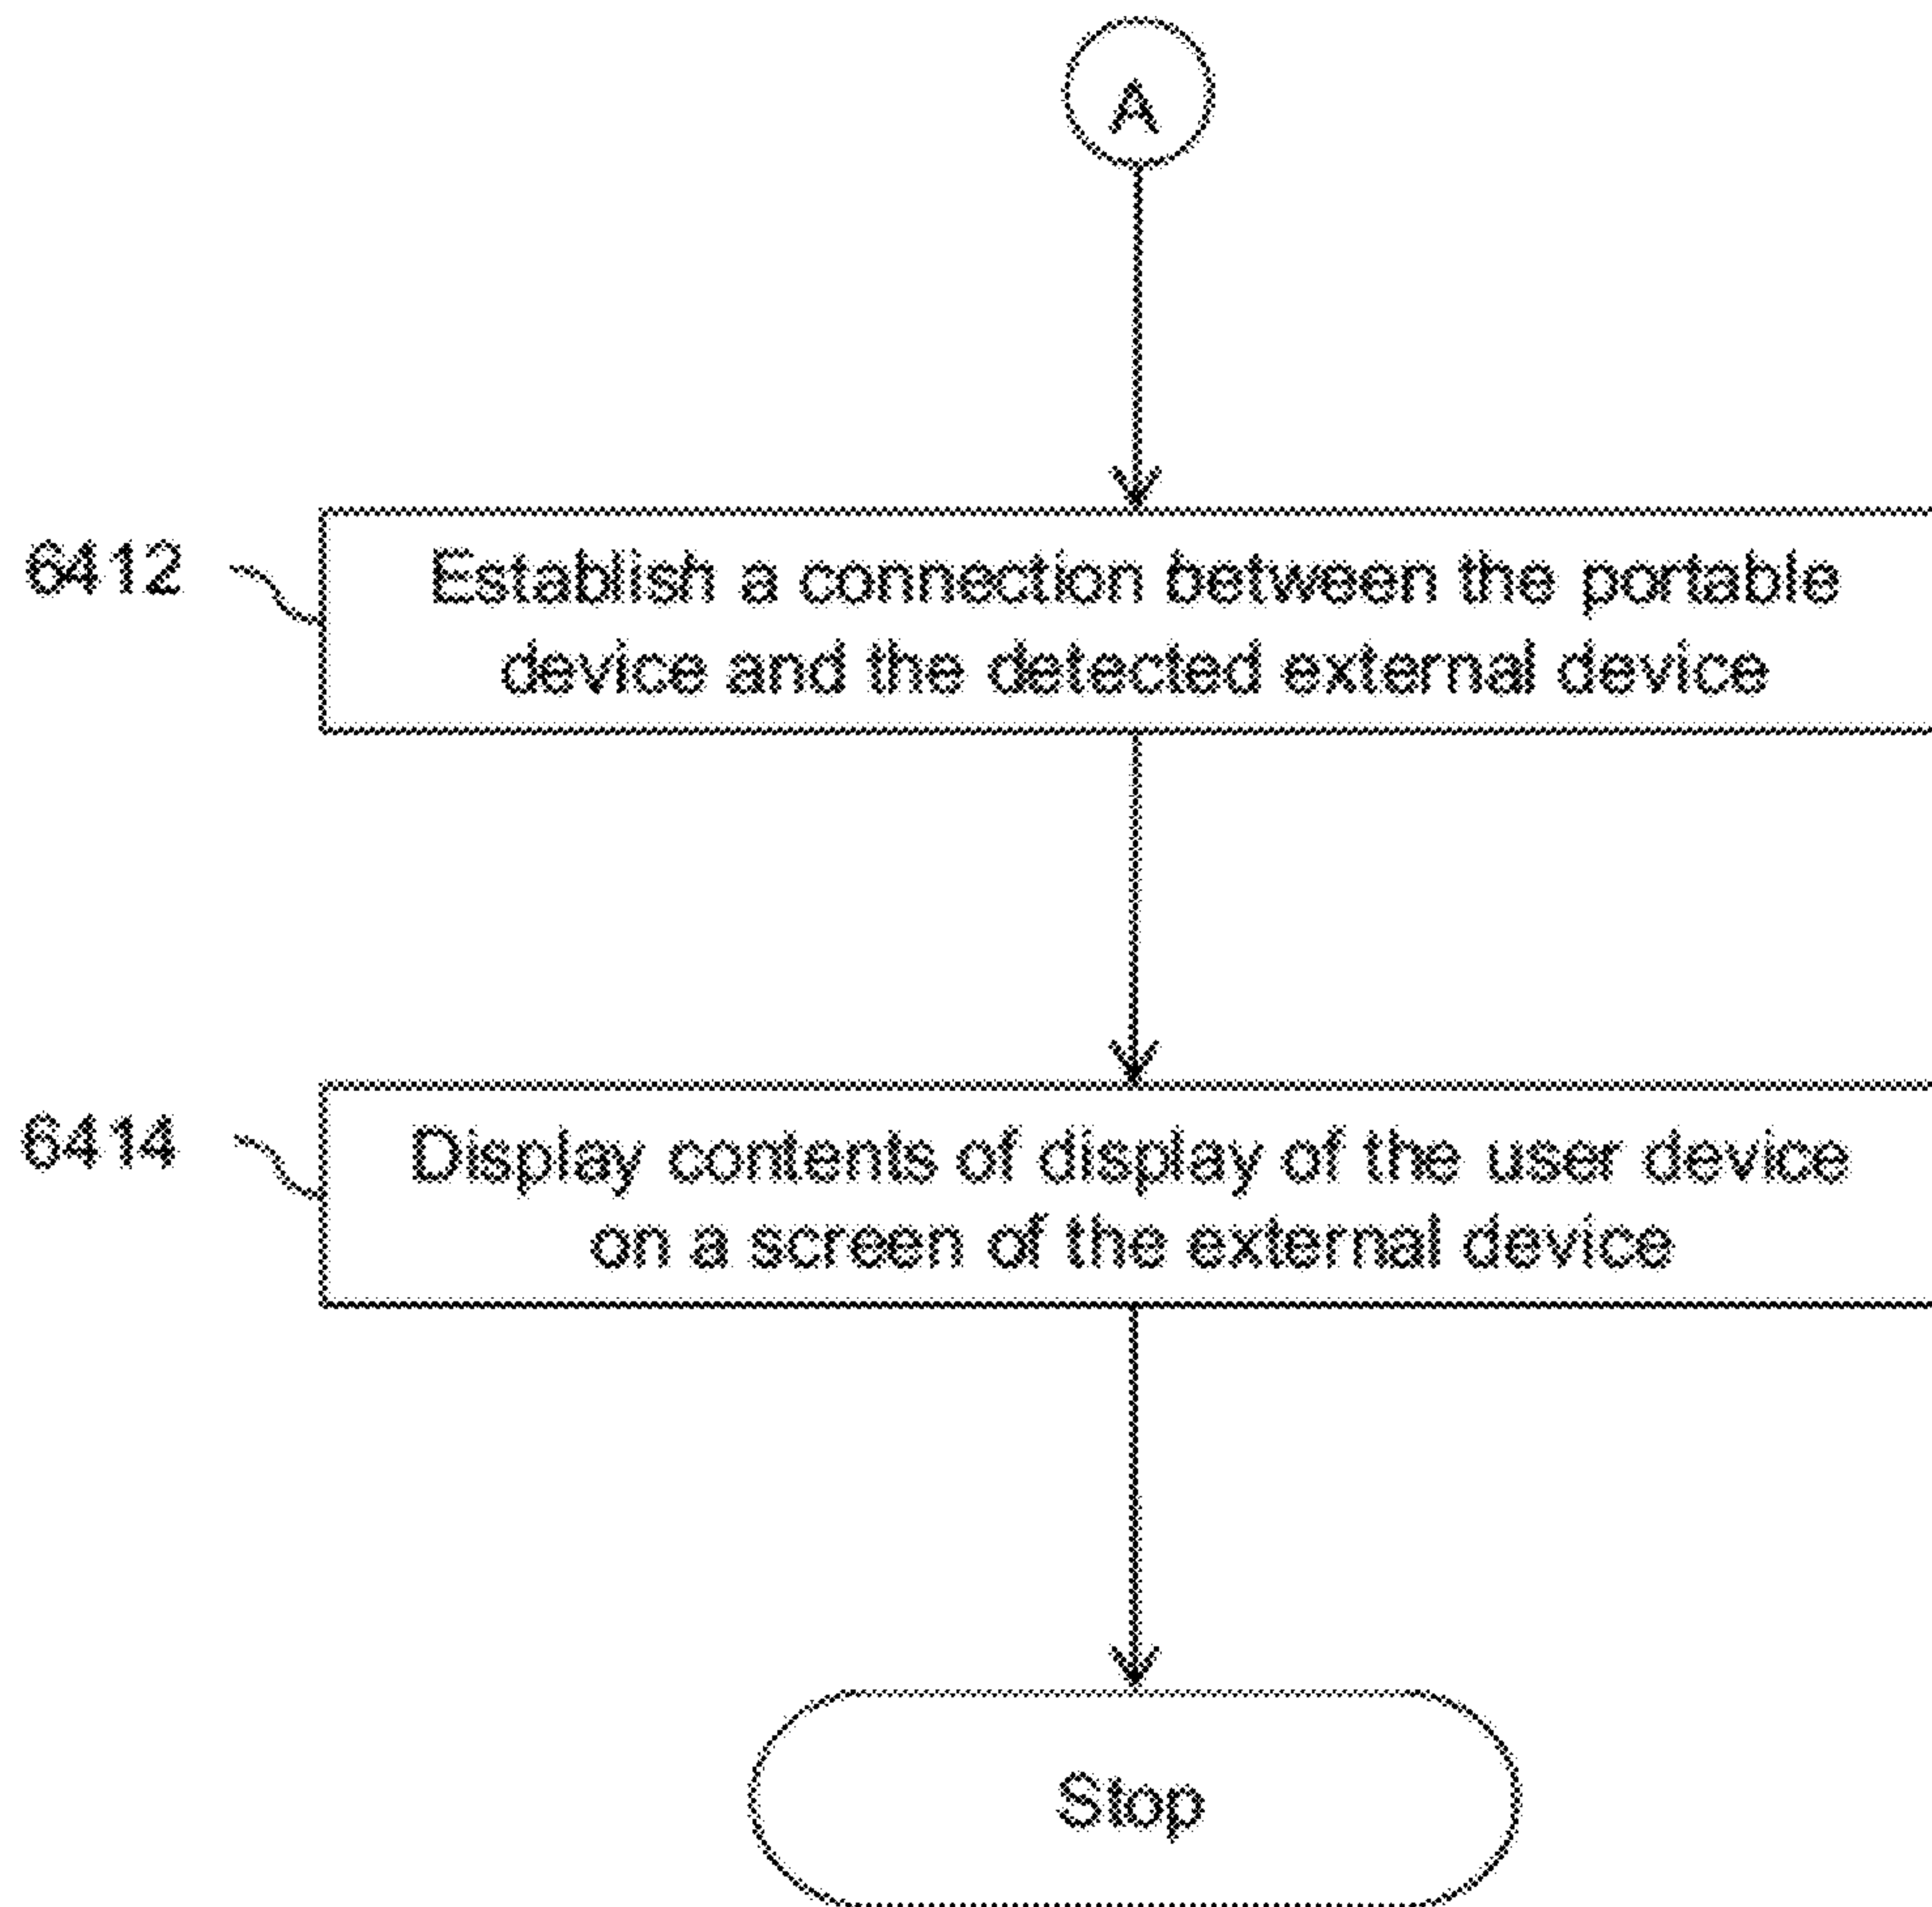 A
6412
Establish a connection between the portable
device and the detected external device
6414
Display contents of display of the user device
on a screen of the external device
Stop